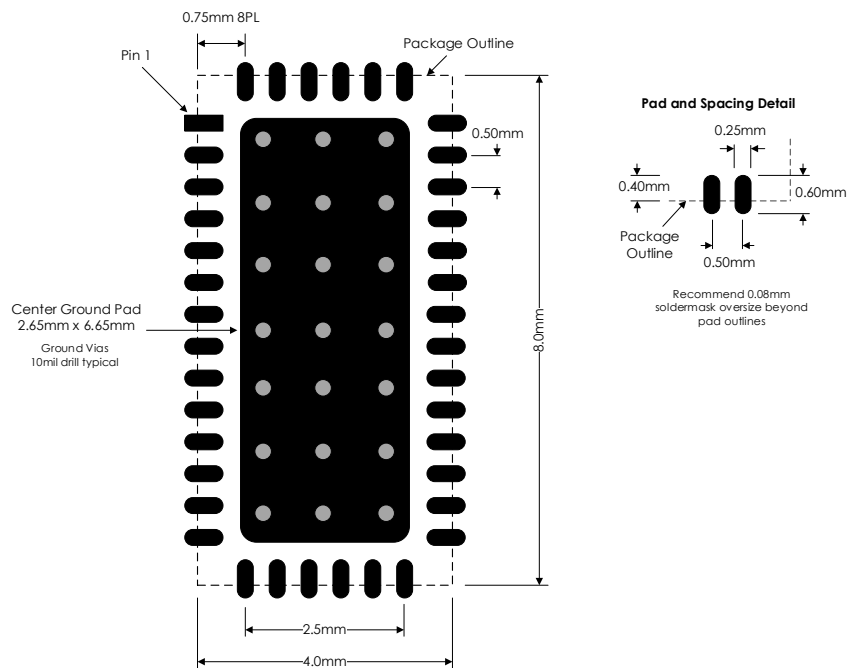 0.75mm 8PL
Package Outline
Pin 1
0.50mm
Center Ground Pad
2.65mm x 6.65mm
Ground Vias
10mil drill typical
8.0mm
2.5mm
4.0mm
Pad and Spacing Detail
0.25mm
0.40mm
0.60mm
Package
Outline
0.50mm
Recommend 0.08mm
soldermask oversize beyond
pad outlines